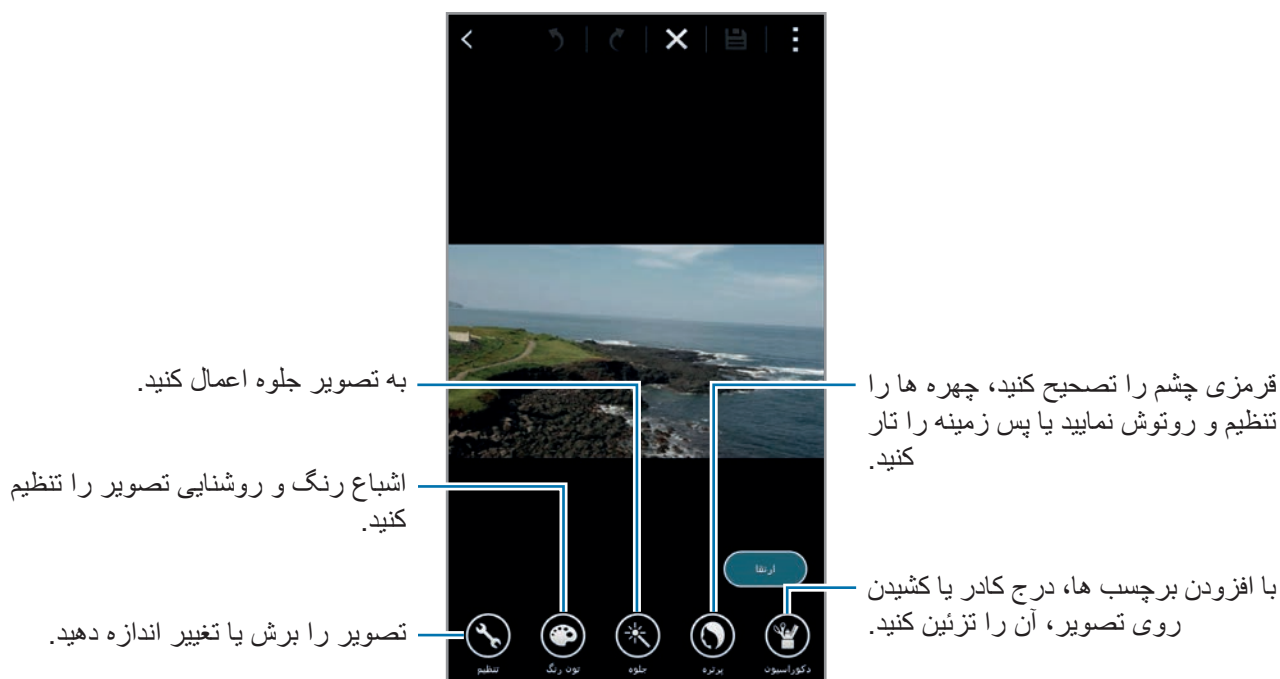 به تصویر جلوه اعمال کنید.
اشباع رنگ و روشنایی تصویر را تنظیم
کنید.
تصویر را برش یا تغییر اندازه دهید.
قرمزی چشم را تصحیح کنید، چهره ها را
تنظیم و روتوش نمایید یا پس زمینه را تار
کنید.
با افزودن برچسب ها، درج کادر یا کشیدن
روی تصویر، آن را تزئین کنید.
ارتقا
دکوراسیون
پرتره
جلوه
تون رنگ
تنظیم